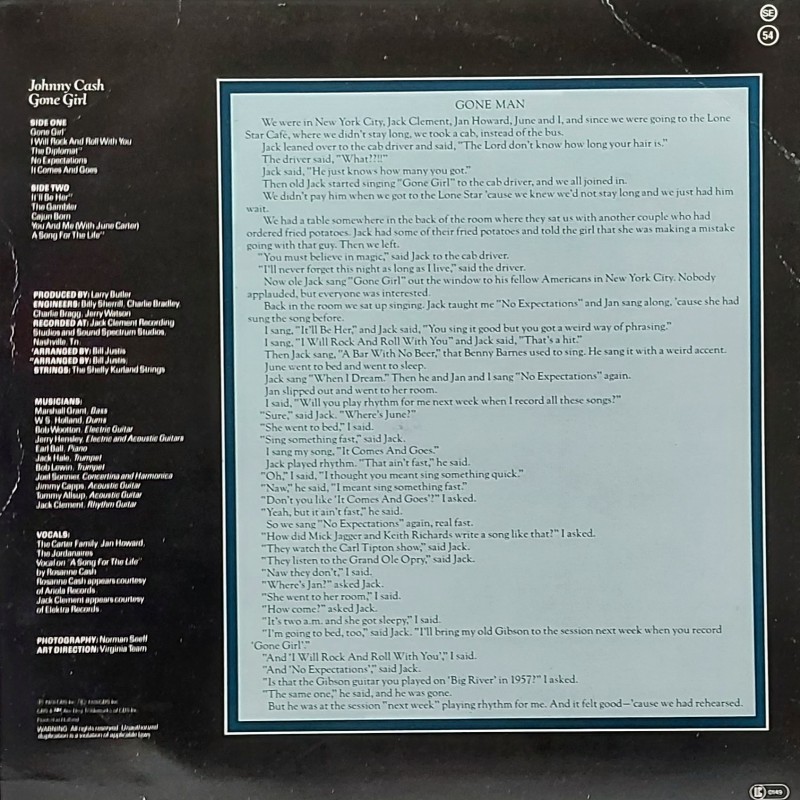 SE
54
Johnny Cash
Gone Girl
SIDE ONE
Gone Girl*
I Will Rock And Roll With You
The Diplomat**
No Expectations
It Comes And Goes
SIDE TWO
It'll Be Her**
The Gambler
Cajun Born
You And Me (With June Carter)
A Song For The Life**
PRODUCED BY: Larry Butler
ENGINEERS: Billy Sherrill, Charlie Bradley,
Charlie Bragg, Jerry Watson
RECORDED AT: Jack Clement Recording
Studios and Sound Spectrum Studios,
Nashville, Tn.
*ARRANGED BY: Bill Justis
**ARRANGED BY: Bill Justis,
STRINGS: The Shelly Kurland Strings
MUSICIANS:
Marshall Grant, Bass
W.S. Holland, Dums
Bob Wootton, Electric Guitar
Jerry Hensley, Electric and Acoustic Guitars
Earl Ball, Piano
Jack Hale, Trumpet
Bob Lewin, Trumpet
Joel Sonnier, Concertina and Harmonica
Jimmy Capps, Acoustic Guitar
Tommy Allsup, Acoustic Guitar
Jack Clement, Rhythm Guitar
VOCALS:
The Carter Family, Jan Howard,
The Jordanaires
Vocal on "A Song For The Life"
by Rosanne Cash
Rosanne Cash appears courtesy
of Ariola Records
Jack Clement appears courtesy
of Elektra Records
PHOTOGRAPHY: Norman Seeff
ART DIRECTION: Virginia Team
WARNING: All rights reserved. Unauthorized
duplication is a violation of applicable laws
GONE MAN
We were in New York City, Jack Clement, Jan Howard, June and I, and since we were going to the Lone
Star Cafe, where we didn't stay long, we took a cab, instead of the bus.
Jack leaned over to the cab driver and said, "The Lord don't know how long your hair is."
The driver said, "What??!!"
Jack said, "He just knows how many you got."
Then old Jack started singing "Gone Girl" to the cab driver, and we all joined in.
We didn't pay him when we got to the Lone Star 'cause we knew we'd not stay long and we just had him
wait.
We had a table somewhere in the back of the room where they sat us with another couple who had
ordered fried potatoes. Jack had some of their fried potatoes and told the girl that she was making a mistake
going with that guy. Then we left.
"You must believe in magic," said Jack to the cab driver.
"I'll never forget this night as long as I live," said the driver.
Now ole Jack sang "Gone Girl" out the window to his fellow Americans in New York City. Nobody
applauded, but everyone was interested.
Back in the room we sat up singing. Jack taught me "No Expectations" and Jan sang along, 'cause she had
sung the song before.
I sang, "It'll Be Her," and Jack said, "You sing it good but you got a weird way of phrasing."
I sang, "I Will Rock And Roll With You" and Jack said, "That's a hit."
Then Jack sang, "A Bar With No Beer," that Benny Barnes used to sing. He sang it with a weird accent.
June went to bed and went to sleep.
Jack sang "When I Dream." Then he and Jan and I sang "No Expectations" again.
Jan slipped out and went to her room.
I said, "Will you play rhythm for me next week when I record all these songs?"
"Sure," said Jack. "Where's June?"
"She went to bed," I said.
"Sing something fast," said Jack.
I sang my song, "It Comes And Goes."
Jack played rhythm. "That ain't fast," he said.
"Oh," I said, "I thought you meant sing something quick."
"Naw," he said, "I meant sing something fast."
"Don't you like 'It Comes And Goes'?" I asked.
"Yeah, but it ain't fast," he said.
So we sang "No Expectations" again, real fast.
"How did Mick Jagger and Keith Richards write a song like that?" I asked.
"They watch the Carl Tipton show," said Jack.
"They listen to the Grand Ole Opry," said Jack.
"Naw they don't," I said.
"Where's Jan?" asked Jack.
"She went to her room," I said.
"How come?" asked Jack.
"It's two a.m. and she got sleepy," I said.
"I'm going to bed, too," said Jack. "I'll bring my old Gibson to the session next week when you record
'Gone Girl'."
"And 'I Will Rock And Roll With You'," I said.
"And 'No Expectations'," said Jack.
"Is that the Gibson guitar you played on 'Big River' in 1957?" I asked.
"The same one," he said, and he was gone.
But he was at the session "next week" playing rhythm for me. And it felt good—'cause we had rehearsed.
0149